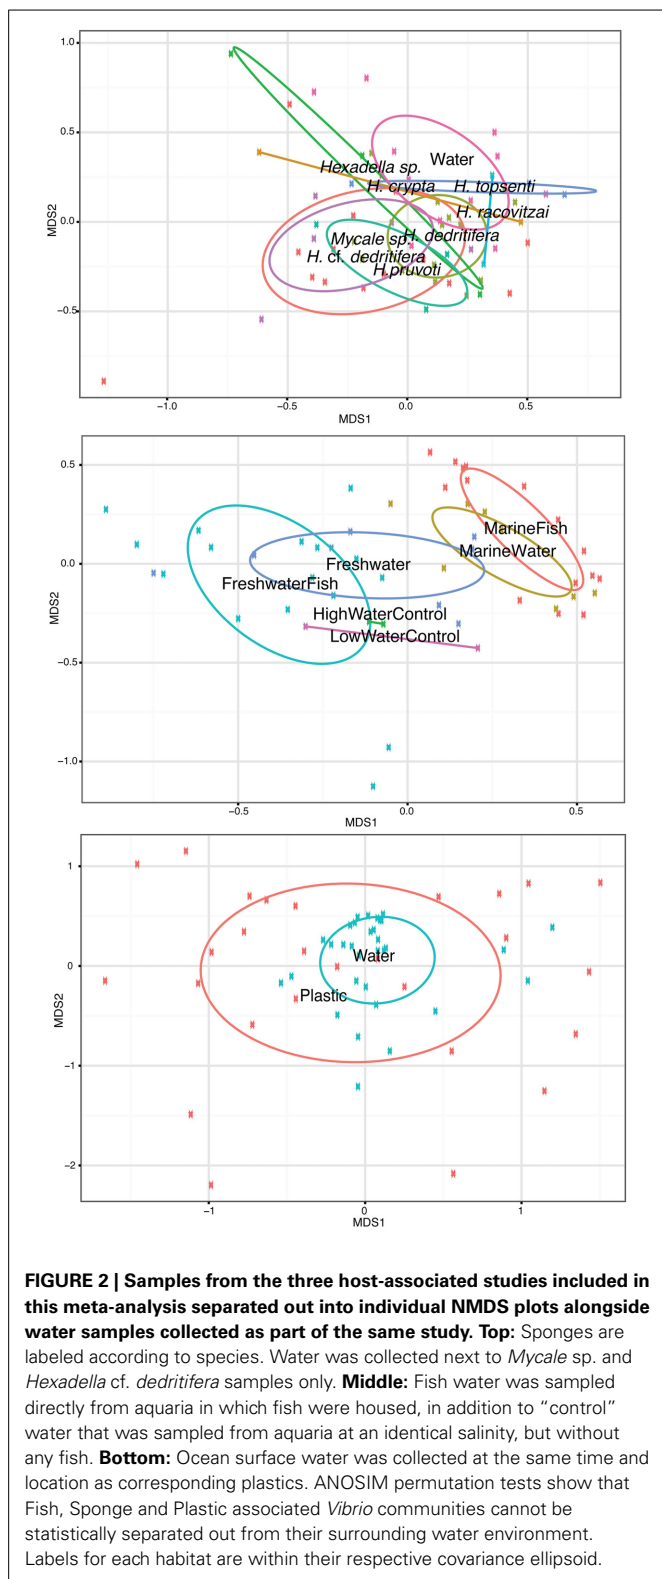 1.0
0.5
0.0
−0.5
MDS2
Water
Hexadella sp.
H. crypta
H. topsenti
H. racovitzai
Mycale sp.
H. dedritifera
H. cf. dedritifera
H.pruvoti
−1.0
−0.5
0.0
0.5
MDS1
0.5
0.0
−0.5
−1.0
MDS2
MarineFish
MarineWater
Freshwater
FreshwaterFish
HighWaterControl
LowWaterControl
−0.5
0.0
0.5
MDS1
1
0
−1
−2
MDS2
Water
Plastic
−1
0
1
MDS1
FIGURE 2 | Samples from the three host-associated studies included in
this meta-analysis separated out into individual NMDS plots alongside
water samples collected as part of the same study. Top: Sponges are
labeled according to species. Water was collected next to Mycale sp. and
Hexadella cf. dedritifera samples only. Middle: Fish water was sampled
directly from aquaria in which fish were housed, in addition to “control”
water that was sampled from aquaria at an identical salinity, but without
any fish. Bottom: Ocean surface water was collected at the same time and
location as corresponding plastics. ANOSIM permutation tests show that
Fish, Sponge and Plastic associated Vibrio communities cannot be
statistically separated out from their surrounding water environment.
Labels for each habitat are within their respective covariance ellipsoid.